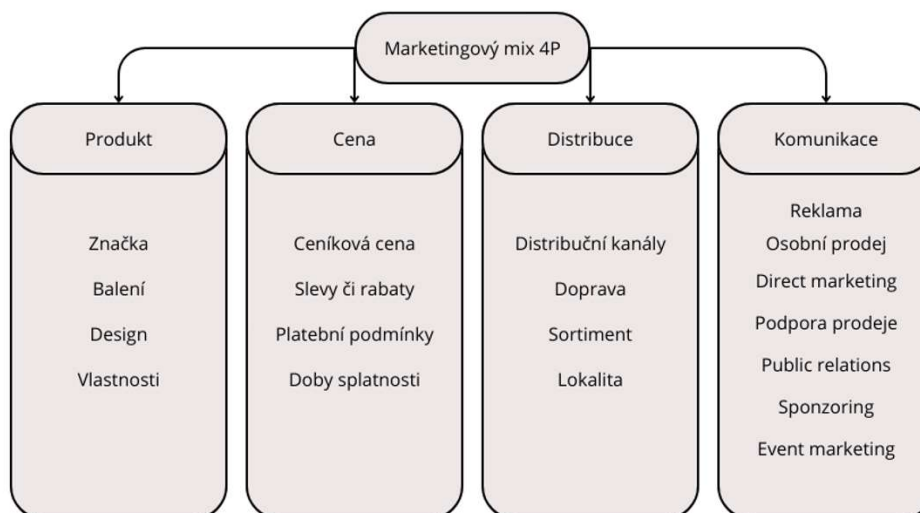 Marketingový mix 4P
Produkt
Značka
Balení
Design
Vlastnosti
Cena
Ceníková cena
Slevy či rabaty
Platební podmínky
Doby splatnosti
Distribuce
Distribuční kanály
Doprava
Sortiment
Lokalita
Komunikace
Reklama
Osobní prodej
Direct marketing
Podpora prodeje
Public relations
Sponzoring
Event marketing